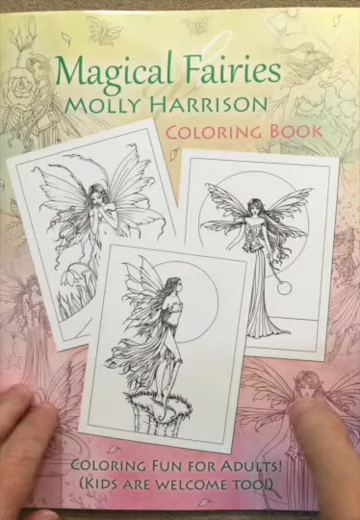 Magical Fairies
MOLLY HARRISON
COLORING BOOK
COLORING FUN FOR ADULTS!
(KIDS ARE WELCOME TOO!)